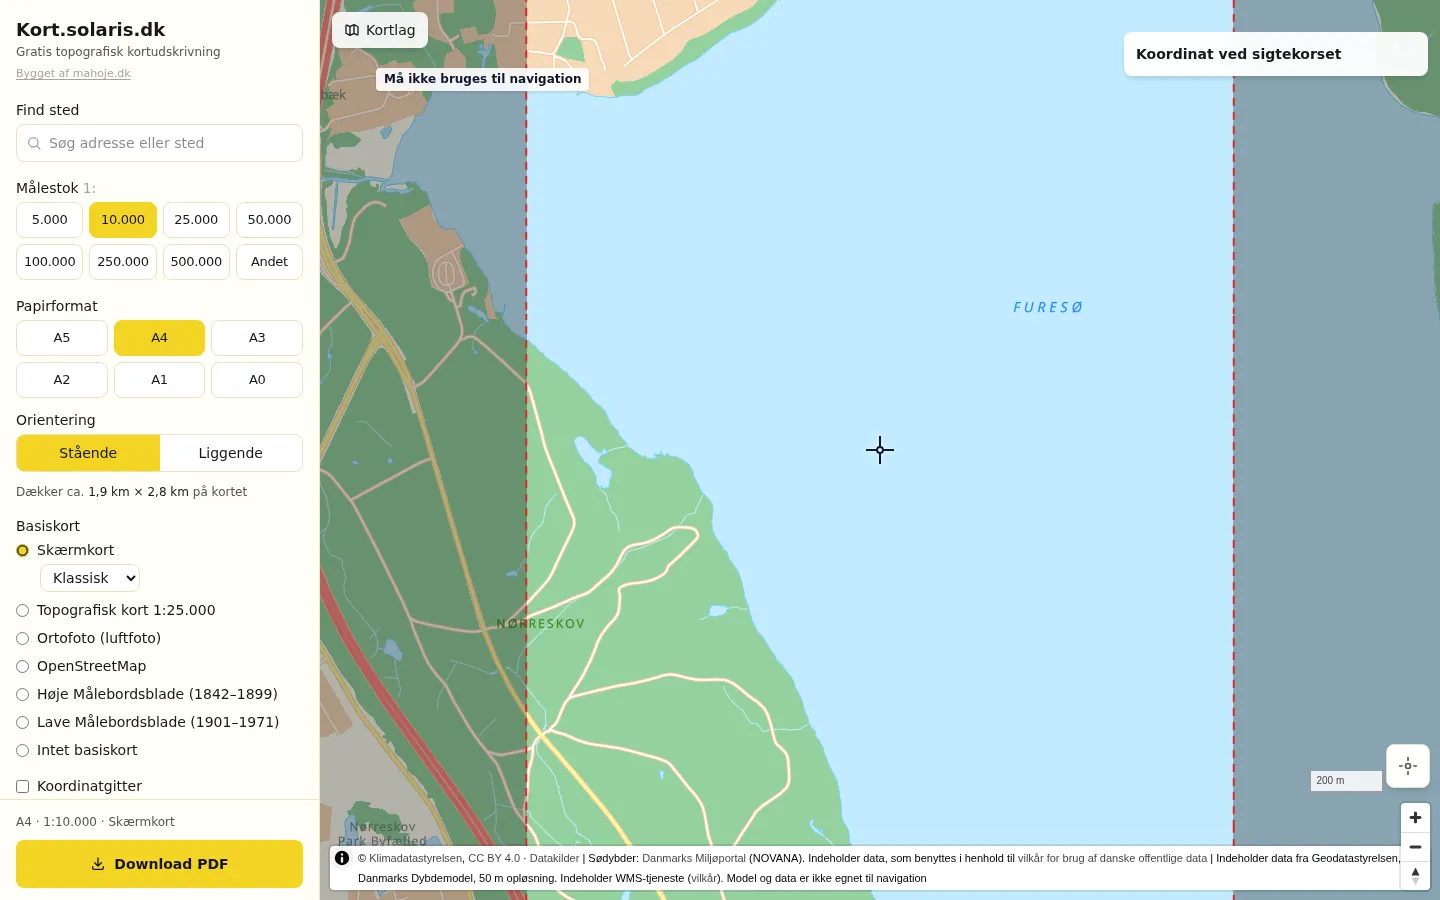 Kort.solaris.dk
Gratis topografisk kortudskrivning
Bygget af mahoje.dk
Find sted
Søg adresse eller sted
Målestok 1:
5.000
10.000
25.000
50.000
100.000
250.000
500.000
Andet
Papirformat
A5
A4
A3
A2
A1
A0
Orientering
Stående
Liggende
Dækker ca. 1,9 km × 2,8 km på kortet
Basiskort
Skærmkort
Klassisk
Topografisk kort 1:25.000
Ortofoto (luftfoto)
OpenStreetMap
Høje Målebordsblade (1842–1899)
Lave Målebordsblade (1901–1971)
Intet basiskort
Koordinatgitter
A4 · 1:10.000 · Skærmkort
Download PDF
Kortlag
Må ikke bruges til navigation
bæk
Koordinat ved sigtekorset
FURESØ
NØRRESKOV
Nørreskov
Park Byfælled
200 m
© Klimadatastyrelsen, CC BY 4.0 · Datakilder | Sødybder: Danmarks Miljøportal (NOVANA). Indeholder data, som benyttes i henhold til vilkår for brug af danske offentlige data | Indeholder data fra Geodatastyrelsen,
Danmarks Dybdemodel, 50 m opløsning. Indeholder WMS-tjeneste (vilkår). Model og data er ikke egnet til navigation